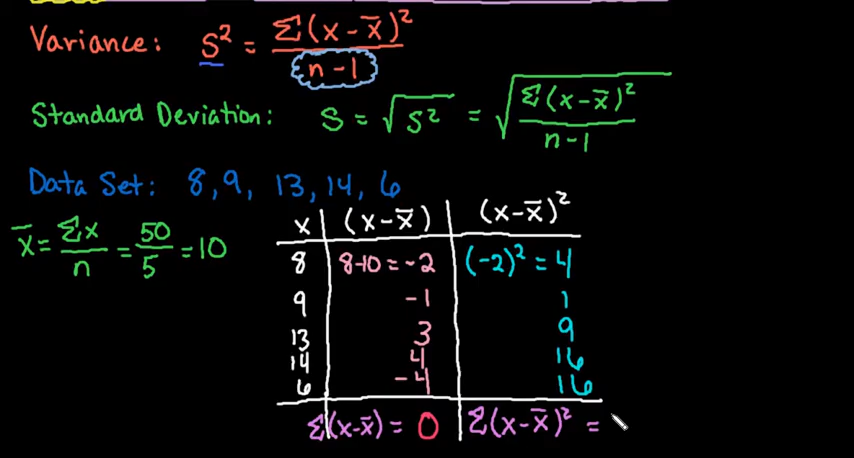 Variance: S² = Σ(x-x̄)² / n-1
Standard Deviation: S = √S² = √(Σ(x-x̄)² / n-1)
Data Set: 8, 9, 13, 14, 6
x̄ = Σx / n = 50 / 5 = 10
x | (x-x̄) | (x-x̄)²
8 | 8-10=-2 | (-2)² = 4
9 | -1 | 1
13 | 3 | 9
14 | 4 | 16
6 | -4 | 16
Σ(x-x̄) = 0 | Σ(x-x̄)² =